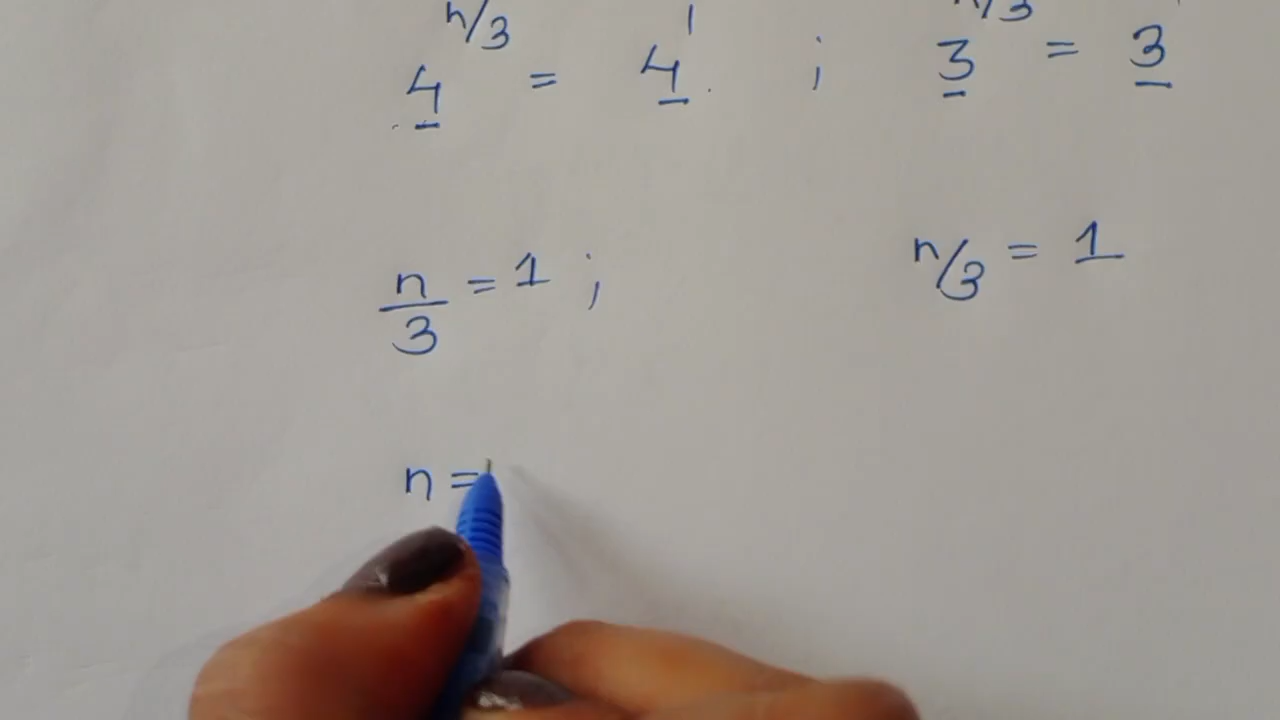 4^n/3 = 4^1 ; 3^n/3 = 3
n/3 = 1 ; n/3 = 1
n =